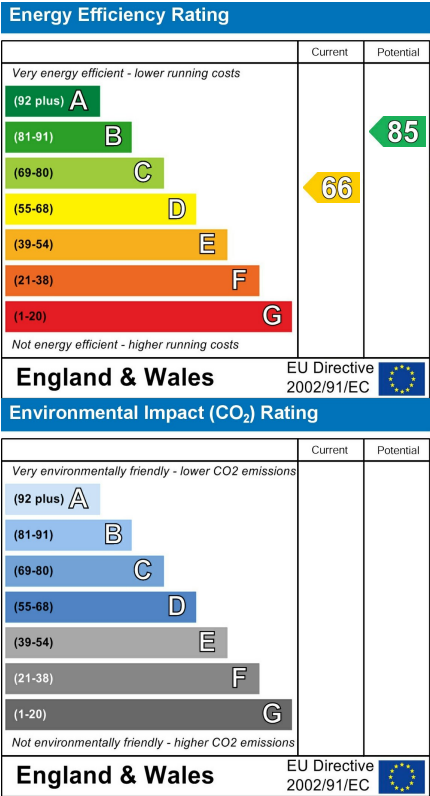 Energy Efficiency Rating
Current Potential
Very energy efficient - lower running costs
(92 plus) A
(81-91) B
85
(69-80) C
66
(55-68) D
(39-54) E
(21-38) F
(1-20) G
Not energy efficient - higher running costs
England & Wales
EU Directive
2002/91/EC
Environmental Impact (CO₂) Rating
Current Potential
Very environmentally friendly - lower CO2 emissions
(92 plus) A
(81-91) B
(69-80) C
(55-68) D
(39-54) E
(21-38) F
(1-20) G
Not environmentally friendly - higher CO2 emissions
England & Wales
EU Directive
2002/91/EC